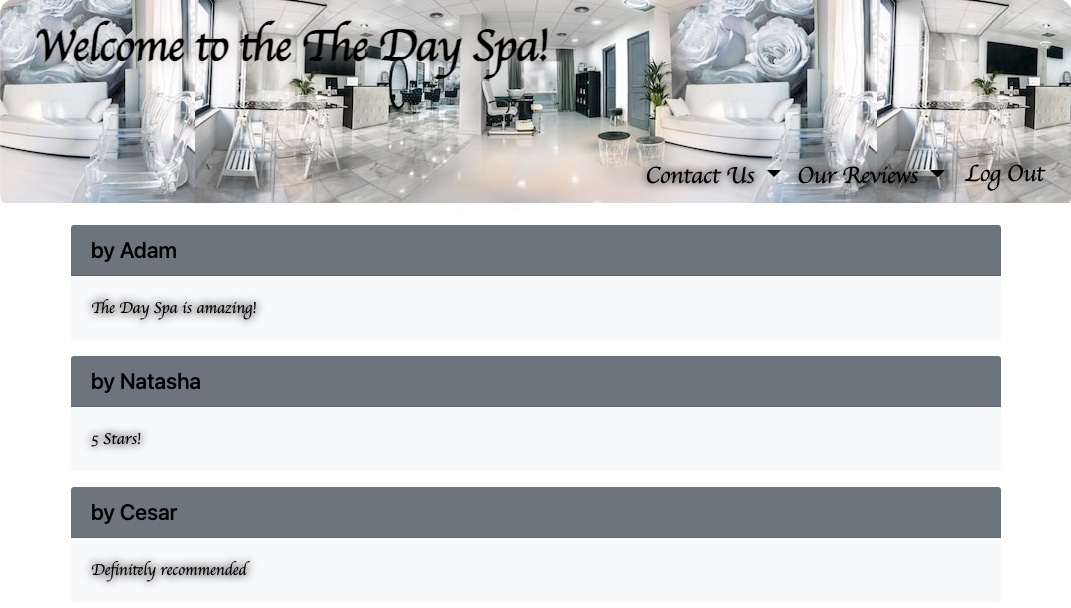 Welcome to the The Day Spa!
Contact Us Our Reviews Log Out
by Adam
The Day Spa is amazing!
by Natasha
5 Stars!
by Cesar
Definitely recommended